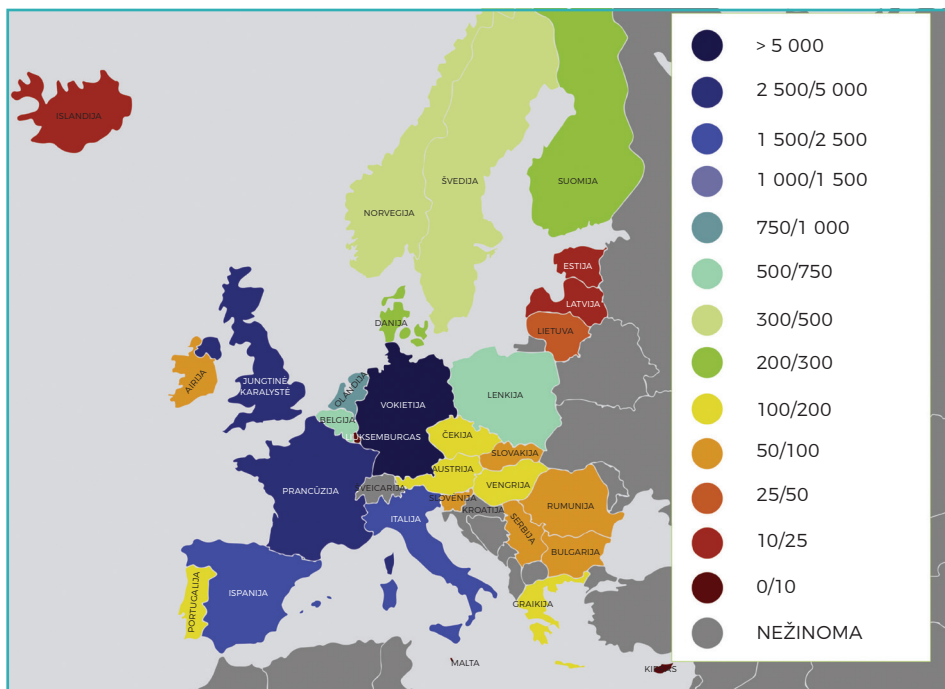 ISLANDIJA
NORVEGIJA
ŠVEDIJA
SUOMIJA
ESTIJA
LATVIJA
LIETUVA
DANIJA
AIRIJA
JUNGTINĖ
KARALYSTĖ
OLANDIJA
BELGIJA
LIUKSEMBURGAS
VOKIETIJA
LENKIJA
ČEKIJA
SLOVAKIJA
AUSTRIJA
VENGRIJA
PRANCŪZIJA
ŠVEICARIJA
SLOVĖNIJA
KROATIJA
ITALIJA
SERBIJA
RUMUNIJA
BULGARIJA
ISPANIJA
PORTUGALIJA
GRAIKIJA
MALTA
> 5 000
2 500/5 000
1 500/2 500
1 000/1 500
750/1 000
500/750
300/500
200/300
100/200
50/100
25/50
10/25
0/10
NEŽINOMA